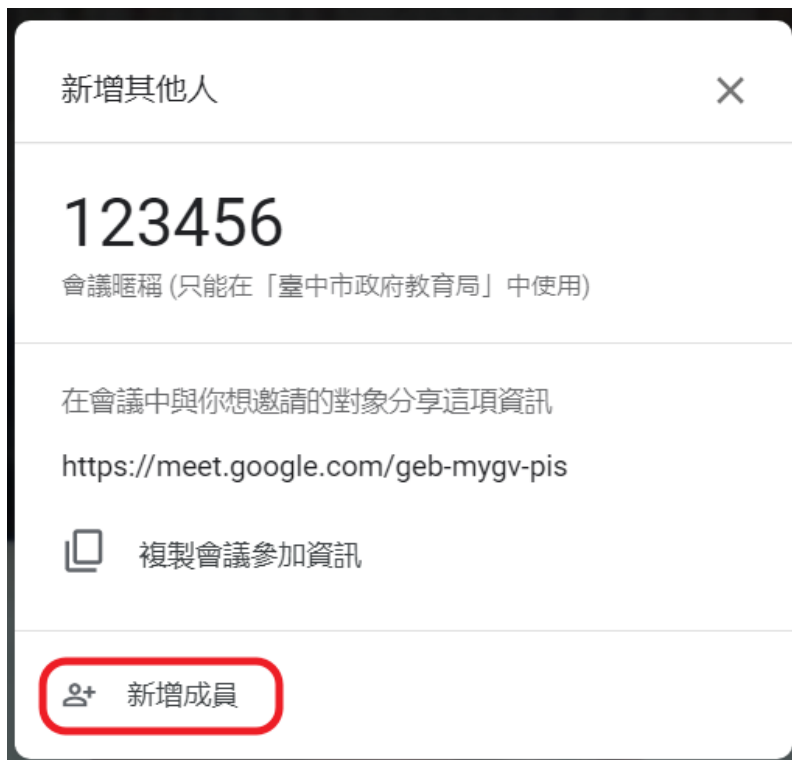 新增其他人
123456
會議暱稱 (只能在「臺中市政府教育局」中使用)
在會議中與你想邀請的對象分享這項資訊
https://meet.google.com/geb-mygv-pis
複製會議參加資訊
新增成員